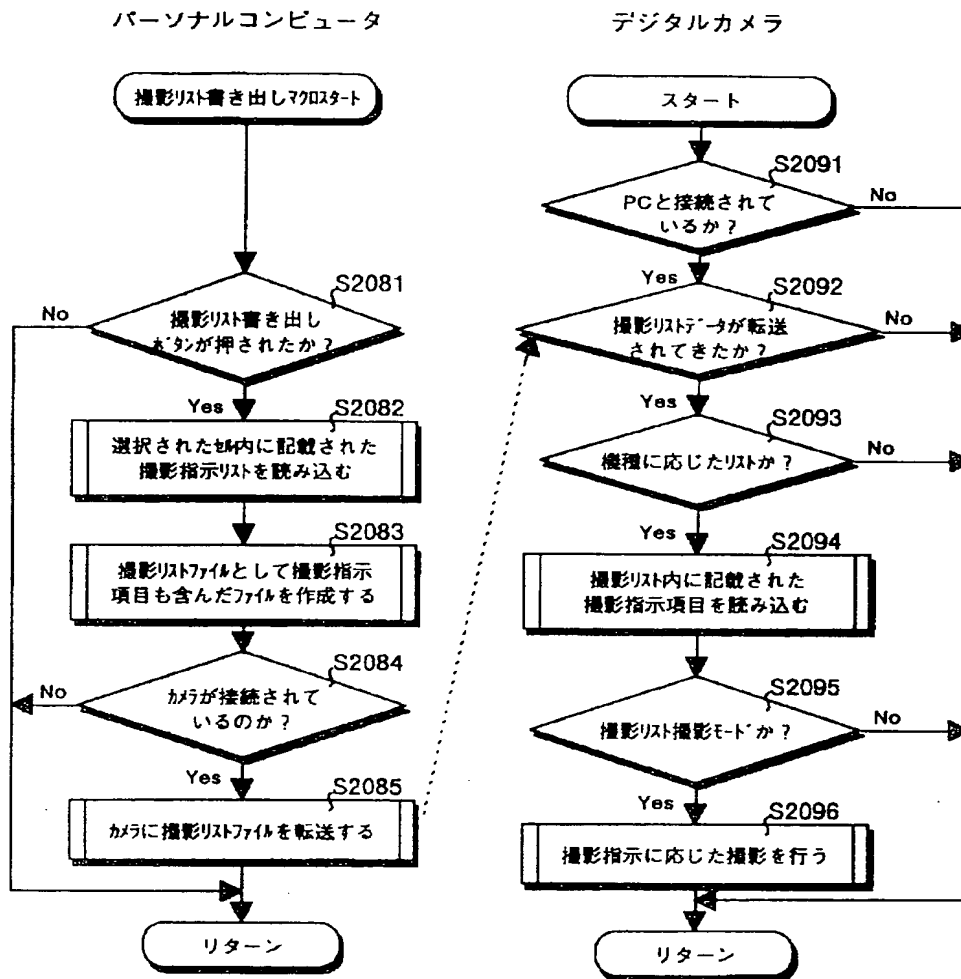 パーソナルコンピュータ
撮影リスト書き出しマクロスタート
S2081
No
撮影リスト書き出し
ボタンが押されたか?
Yes
S2082
選択されたセル内に記載された
撮影指示リストを読み込む
S2083
撮影リストファイルとして撮影指示
項目も含んだファイルを作成する
S2084
No
カメラが接続されて
いるのか?
Yes
S2085
カメラに撮影リストファイルを転送する
リターン
デジタルカメラ
スタート
S2091
No
PCと接続されて
いるか?
Yes
S2092
No
撮影リストデータが転送
されてきたか?
Yes
S2093
No
機種に応じたリストか?
Yes
S2094
撮影リスト内に記載された
撮影指示項目を読み込む
S2095
No
撮影リスト撮影モードか?
Yes
S2096
撮影指示に応じた撮影を行う
リターン